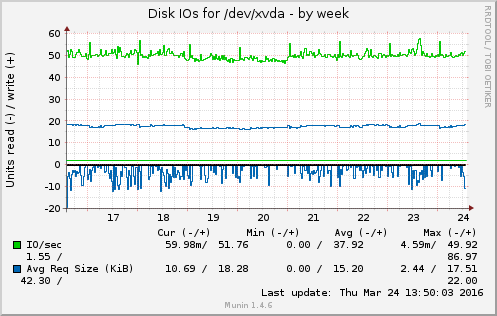 Disk IOs for /dev/xvda - by week
RRDTOOL / TOBI OETIKER
Units read (-) / write (+)
60
50
40
30
20
10
0
-10
-20
17 18 19 20 21 22 23 24
Cur (-/+) Min (-/+) Avg (-/+) Max (-/+)
IO/sec 59.98m/ 51.76 0.00 / 37.92 4.59m/ 49.92
1.55 / 86.97
Avg Req Size (KiB) 10.69 / 18.28 0.00 / 15.20 2.44 / 17.51
42.30 / 22.00
Last update: Thu Mar 24 13:50:03 2016
Munin 1.4.6